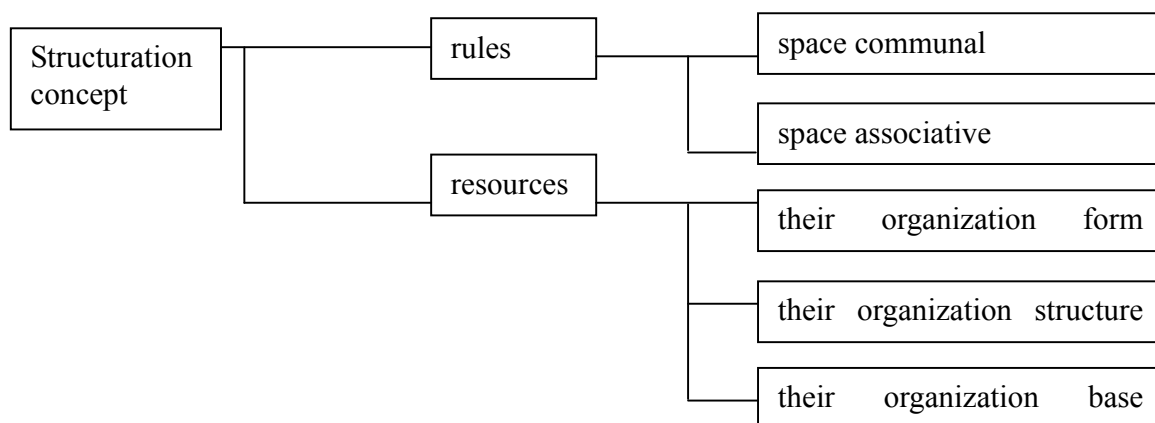 Structuration
concept
rules
resources
space communal
space associative
their organization form
their organization structure
their organization base